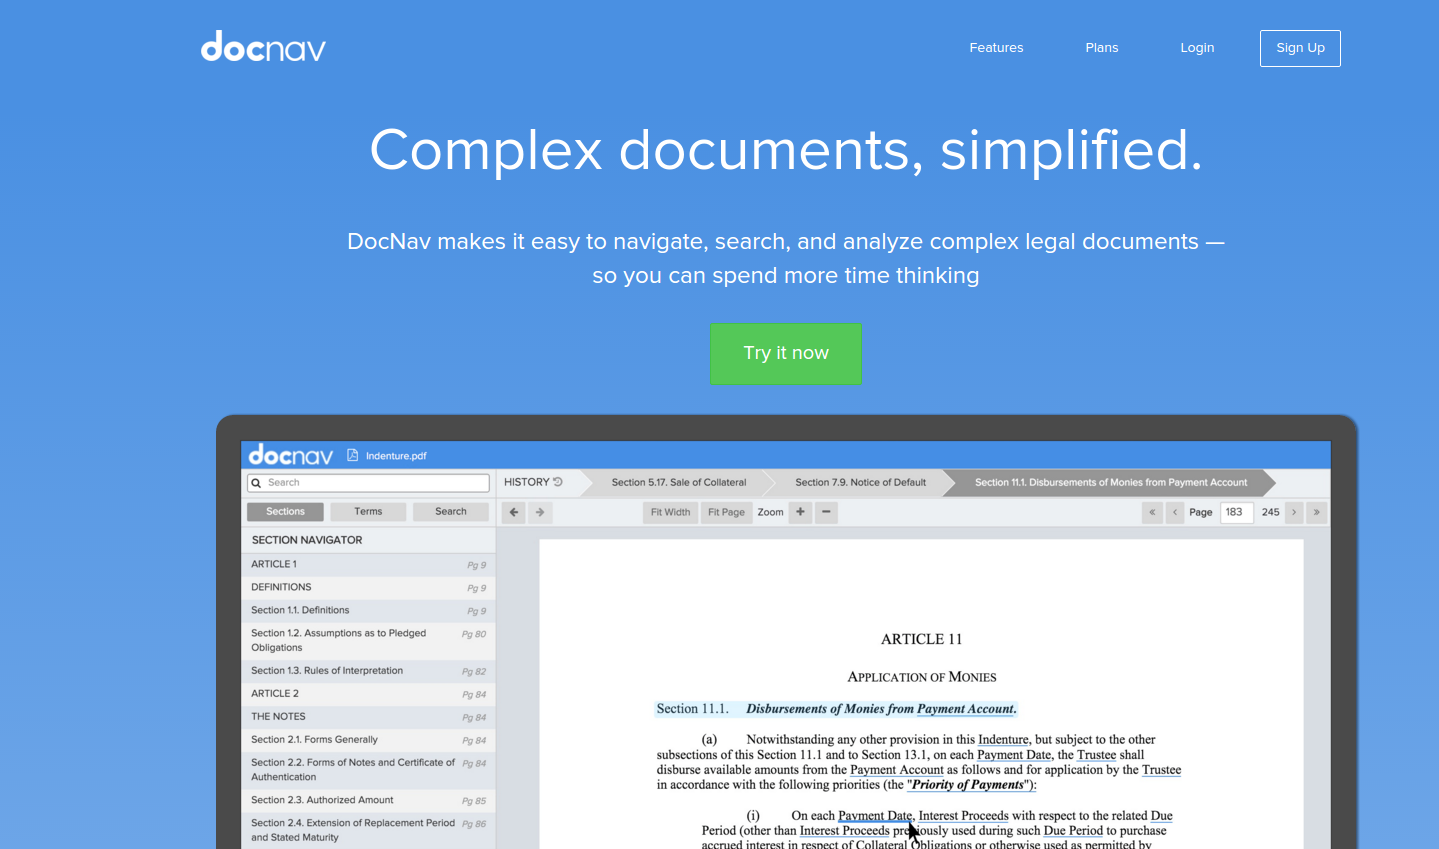 docnav
Features
Plans
Login
Sign Up
Complex documents, simplified.
DocNav makes it easy to navigate, search, and analyze complex legal documents —
so you can spend more time thinking
Try it now
docnav
Indenture.pdf
Search
HISTORY
Section 5.17. Sale of Collateral
Section 7.9. Notice of Default
Section 11.1. Disbursements of Monies from Payment Account
Sections
Terms
Search
Fit Width
Fit Page
Zoom
Page
183
245
SECTION NAVIGATOR
ARTICLE 1 Pg 9
DEFINITIONS Pg 9
Section 1.1. Definitions Pg 9
Section 1.2. Assumptions as to Pledged Pg 80
Obligations
Section 1.3. Rules of Interpretation Pg 82
ARTICLE 2 Pg 84
THE NOTES Pg 84
Section 2.1. Forms Generally Pg 84
Section 2.2. Forms of Notes and Certificate of Pg 84
Authentication
Section 2.3. Authorized Amount Pg 85
Section 2.4. Extension of Replacement Period Pg 86
and Stated Maturity
ARTICLE 11
APPLICATION OF MONIES
Section 11.1. Disbursements of Monies from Payment Account.
(a) Notwithstanding any other provision in this Indenture, but subject to the other
subsections of this Section 11.1 and to Section 13.1, on each Payment Date, the Trustee shall
disburse available amounts from the Payment Account as follows and for application by the Trustee
in accordance with the following priorities (the "Priority of Payments"):
(i) On each Payment Date, Interest Proceeds with respect to the related Due
Period (other than Interest Proceeds previously used during such Due Period to purchase
accrued interest in respect of Collateral Obligations or otherwise used as permitted by